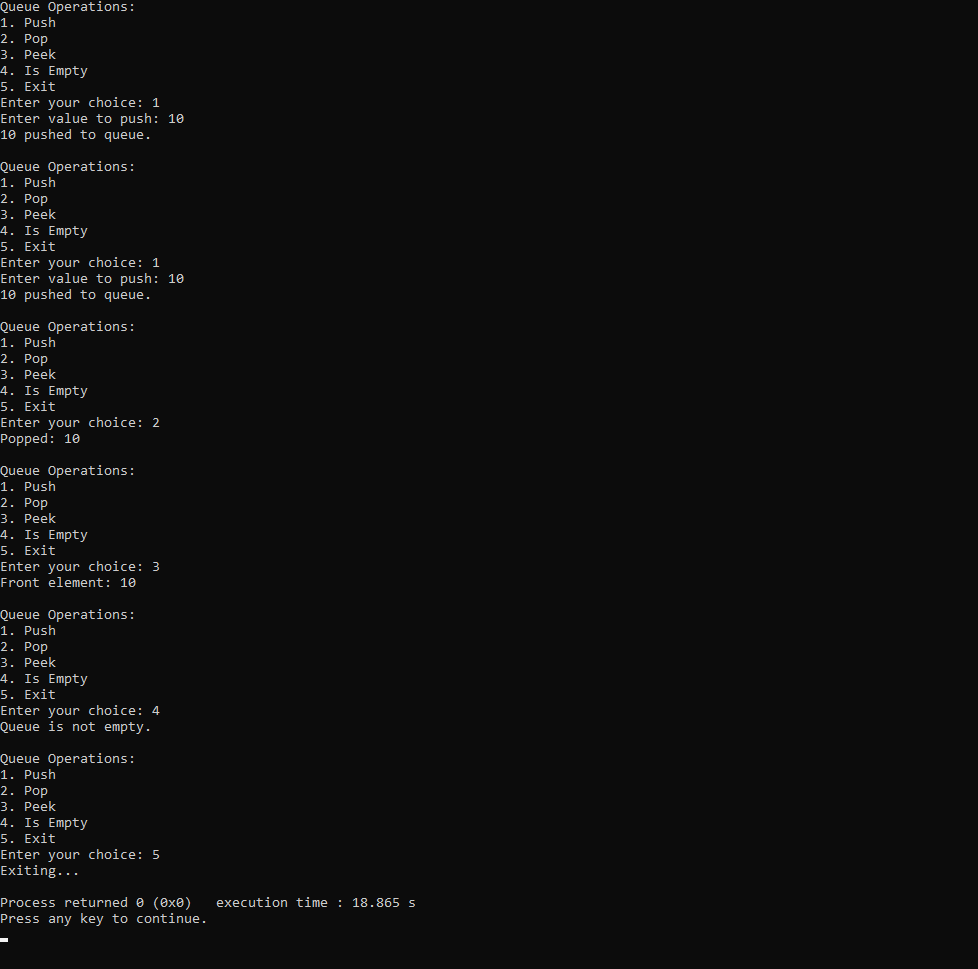 Queue Operations:
1. Push
2. Pop
3. Peek
4. Is Empty
5. Exit
Enter your choice: 1
Enter value to push: 10
10 pushed to queue.

Queue Operations:
1. Push
2. Pop
3. Peek
4. Is Empty
5. Exit
Enter your choice: 1
Enter value to push: 10
10 pushed to queue.

Queue Operations:
1. Push
2. Pop
3. Peek
4. Is Empty
5. Exit
Enter your choice: 2
Popped: 10

Queue Operations:
1. Push
2. Pop
3. Peek
4. Is Empty
5. Exit
Enter your choice: 3
Front element: 10

Queue Operations:
1. Push
2. Pop
3. Peek
4. Is Empty
5. Exit
Enter your choice: 4
Queue is not empty.

Queue Operations:
1. Push
2. Pop
3. Peek
4. Is Empty
5. Exit
Enter your choice: 5
Exiting...

Process returned 0 (0x0)   execution time : 18.865 s
Press any key to continue.